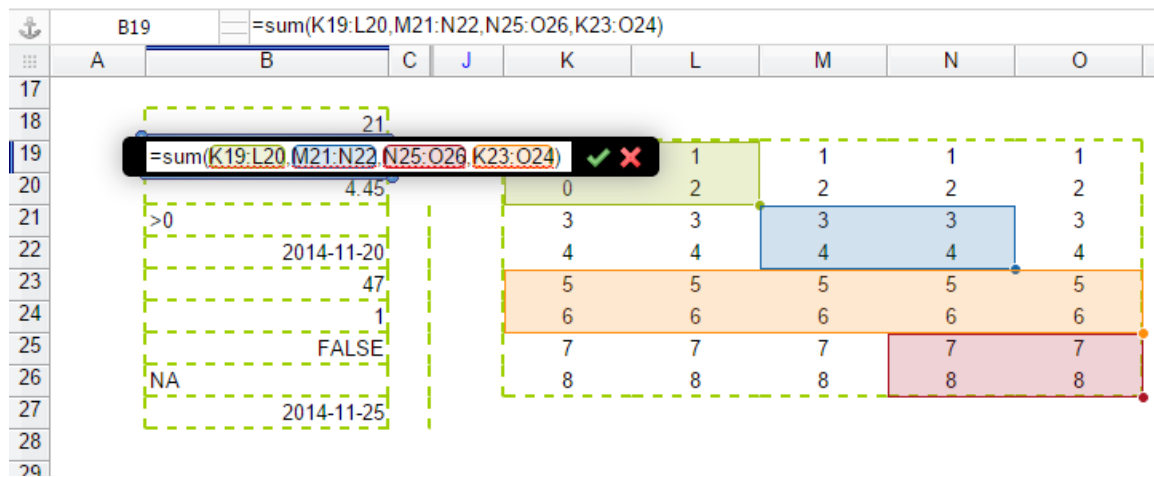 B19 =sum(K19:L20,M21:N22,N25:O26,K23:O24)
A B C J K L M N O
17
18 21
19 =sum(K19:L20,M21:N22,N25:O26,K23:O24) 1 1 1 1
20 4.45 0 2 2 2 2
21 >0 3 3 3 3 3
22 2014-11-20 4 4 4 4 4
23 47 5 5 5 5 5
24 1 6 6 6 6 6
25 FALSE 7 7 7 7 7
26 NA 8 8 8 8 8
27 2014-11-25
28
29